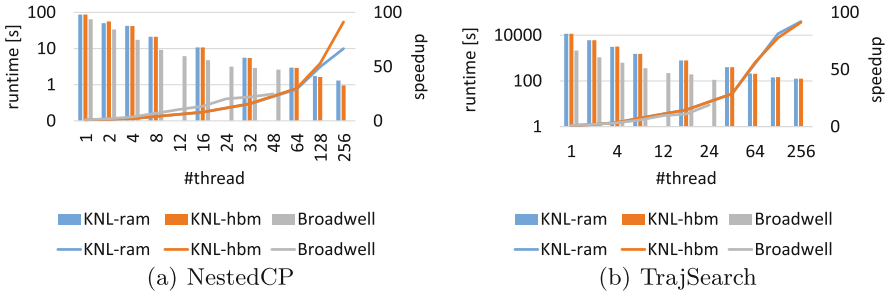 100 100
10
1 50
0 0
runtime [s]
speedup
1 2 4 8 12 16 24 32 48 64 128 256
#thread
KNL-ram KNL-hbm Broadwell
KNL-ram KNL-hbm Broadwell
(a) NestedCP
10000 100
100 50
1 0
runtime [s]
speedup
1 4 12 24 64 256
#thread
KNL-ram KNL-hbm Broadwell
KNL-ram KNL-hbm Broadwell
(b) TrajSearch